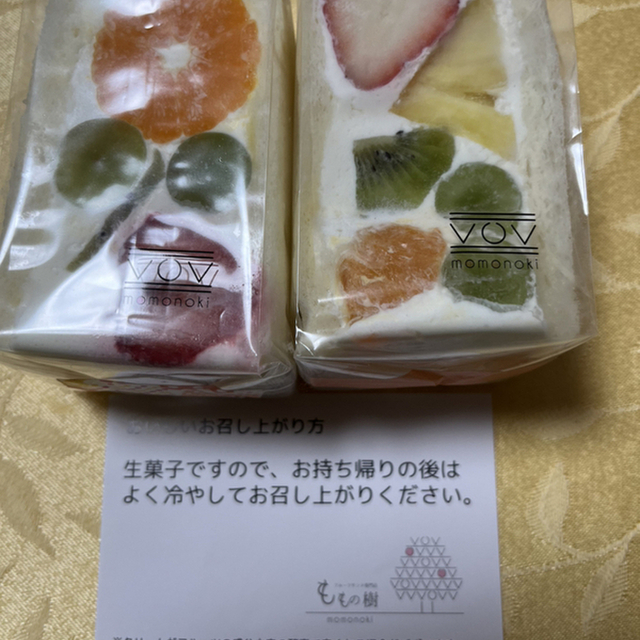 VOV
momonoki
VOV
momonoki
いお召し上がり方
生菓子ですので、お持ち帰りの後は
よく冷やしてお召し上がりください。
ももの樹
momonoki